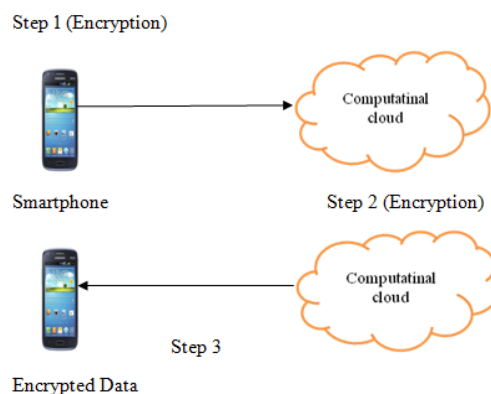 Step 1 (Encryption)
Computatinal
cloud
Smartphone
Step 2 (Encryption)
Computatinal
cloud
Step 3
Encrypted Data